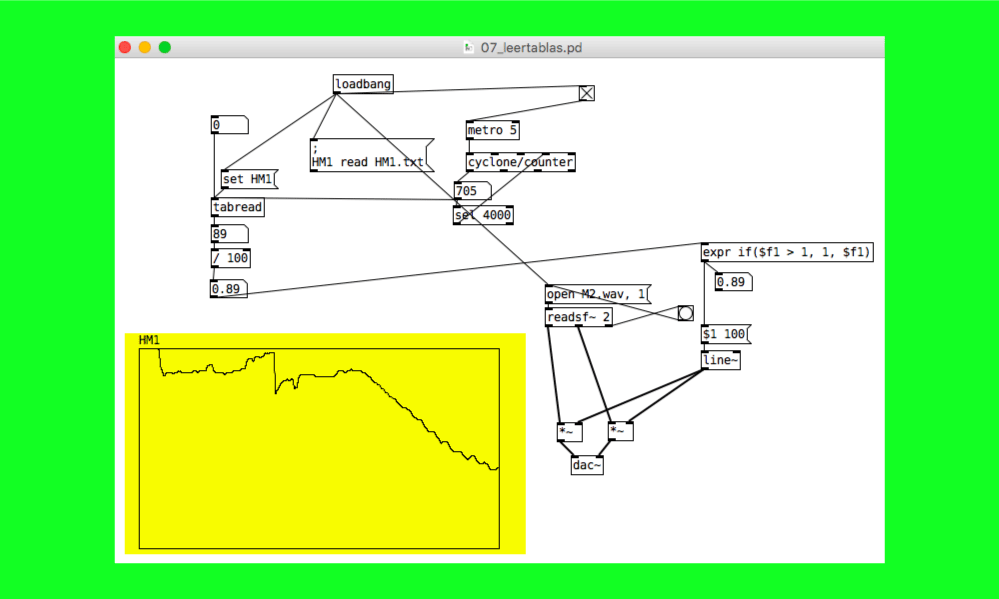 07_leertablas.pd
loadbang
0
metro 5
;
HM1 read HM1.txt
cyclone/counter
set HM1
705
tabread
sel 4000
89
/ 100
expr if($f1 > 1, 1, $f1)
0.89
0.89
open M2.wav, 1
readsf~ 2
$1 100
HM1
line~
*~
*~
dac~